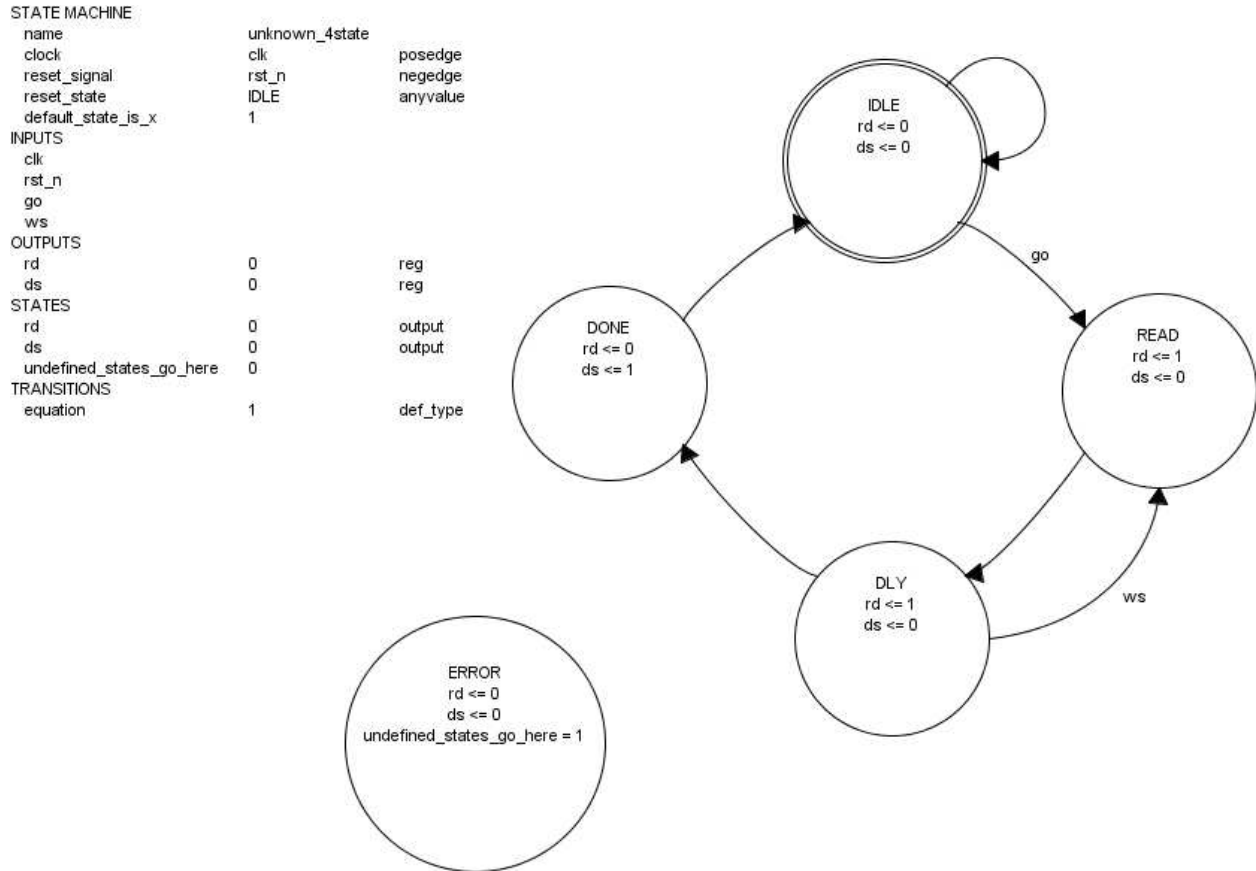 STATE MACHINE
name unknown_4state
clock clk posedge
reset_signal rst_n negedge
reset_state IDLE anyvalue
default_state_is_x 1
INPUTS
clk
rst_n
go
ws
OUTPUTS
rd 0 reg
ds 0 reg
STATES
rd 0 output
ds 0 output
undefined_states_go_here 0
TRANSITIONS
equation 1 def_type
IDLE
rd <= 0
ds <= 0
go
DONE
rd <= 0
ds <= 1
READ
rd <= 1
ds <= 0
DLY
rd <= 1
ds <= 0
ws
ERROR
rd <= 0
ds <= 0
undefined_states_go_here = 1